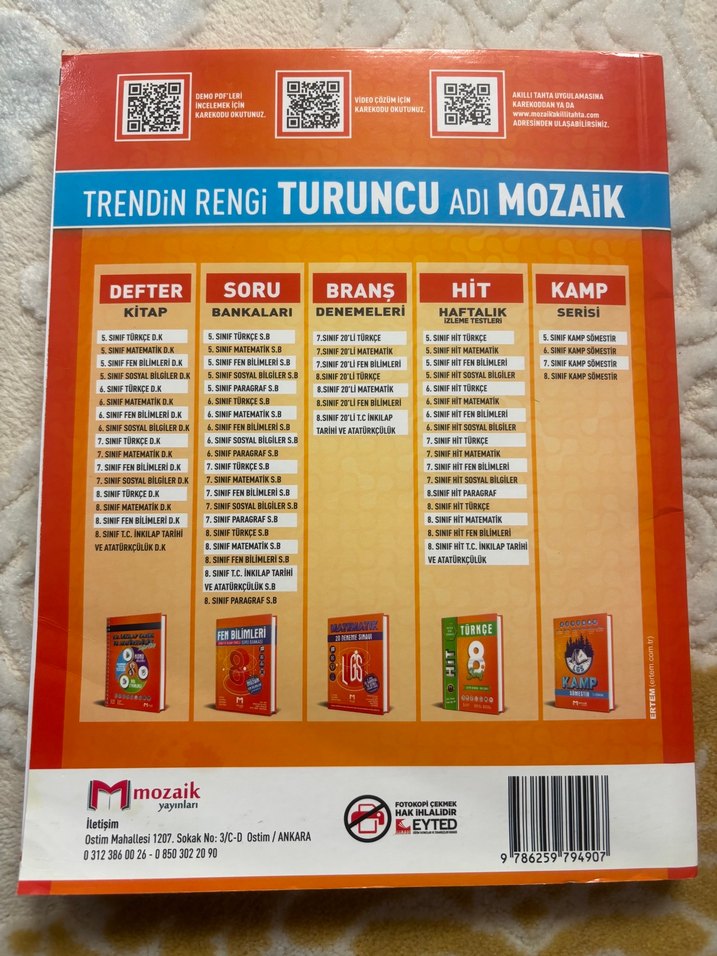 DEMO PDF'LERİ
İNCELEMEK İÇİN
KAREKODU OKUTUNUZ.
VİDEO ÇÖZÜM İÇİN
KAREKODU OKUTUNUZ.
AKILLI TAHTA UYGULAMASINA
KAREKODDAN YA DA
www.mozaikakillitahta.com
ADRESİNDEN ULAŞABİLİRSİNİZ.
TRENDiN RENGi TURUNCU ADI MOZAiK
DEFTER
KİTAP
5. SINIF TÜRKÇE D.K
5. SINIF MATEMATİK D.K
5. SINIF FEN BİLİMLERİ D.K
5. SINIF SOSYAL BİLGİLER D.K
6. SINIF TÜRKÇE D.K
6. SINIF MATEMATİK D.K
6. SINIF FEN BİLİMLERİ D.K
6. SINIF SOSYAL BİLGİLER D.K
7. SINIF TÜRKÇE D.K
7. SINIF MATEMATİK D.K
7. SINIF FEN BİLİMLERİ D.K
7. SINIF SOSYAL BİLGİLER D.K
8. SINIF TÜRKÇE D.K
8. SINIF MATEMATİK D.K
8. SINIF FEN BİLİMLERİ D.K
8. SINIF T.C. İNKILAP TARİHİ
VE ATATÜRKÇÜLÜK D.K
SORU
BANKALARI
5. SINIF TÜRKÇE S.B
5. SINIF MATEMATİK S.B
5. SINIF FEN BİLİMLERİ S.B
5. SINIF SOSYAL BİLGİLER S.B
5. SINIF PARAGRAF S.B
6. SINIF TÜRKÇE S.B
6. SINIF MATEMATİK S.B
6. SINIF FEN BİLİMLERİ S.B
6. SINIF SOSYAL BİLGİLER S.B
6. SINIF PARAGRAF S.B
7. SINIF TÜRKÇE S.B
7. SINIF MATEMATİK S.B
7. SINIF FEN BİLİMLERİ S.B
7. SINIF SOSYAL BİLGİLER S.B
7. SINIF PARAGRAF S.B
8. SINIF TÜRKÇE S.B
8. SINIF MATEMATİK S.B
8. SINIF FEN BİLİMLERİ S.B
8. SINIF T.C. İNKILAP TARİHİ
VE ATATÜRKÇÜLÜK S.B
8. SINIF PARAGRAF S.B
BRANŞ
DENEMELERİ
7.SINIF 20'Lİ TÜRKÇE
7.SINIF 20'Lİ MATEMATİK
7.SINIF 20'Lİ FEN BİLİMLERİ
8.SINIF 20'Lİ TÜRKÇE
8.SINIF 20'Lİ MATEMATİK
8.SINIF 20'Lİ FEN BİLİMLERİ
8.SINIF 20'Lİ T.C İNKILAP
TARİHİ VE ATATÜRKÇÜLÜK
HİT
HAFTALIK
İZLEME TESTLERİ
5. SINIF HİT TÜRKÇE
5. SINIF HİT MATEMATİK
5. SINIF HİT FEN BİLİMLERİ
5. SINIF HİT SOSYAL BİLGİLER
6. SINIF HİT TÜRKÇE
6. SINIF HİT MATEMATİK
6. SINIF HİT FEN BİLİMLERİ
6. SINIF HİT SOSYAL BİLGİLER
7. SINIF HİT TÜRKÇE
7. SINIF HİT MATEMATİK
7. SINIF HİT FEN BİLİMLERİ
7. SINIF HİT SOSYAL BİLGİLER
8.SINIF HİT PARAGRAF
8. SINIF HİT TÜRKÇE
8. SINIF HİT MATEMATİK
8. SINIF HİT FEN BİLİMLERİ
8. SINIF HİT T.C. İNKILAP TARİHİ
VE ATATÜRKÇÜLÜK
KAMP
SERİSİ
5. SINIF KAMP SÖMESTİR
6. SINIF KAMP SÖMESTİR
7. SINIF KAMP SÖMESTİR
8. SINIF KAMP SÖMESTİR
FEN BİLİMLERİ
8
MATEMATİK
20 DENEME SINAVI
LGS
TÜRKÇE
8
HİT
LGS
KAMP
SÖMESTİR
ERTEM (ertem.com.tr)
mozaik
yayınları
İletişim
Ostim Mahallesi 1207. Sokak No: 3/C-D Ostim / ANKARA
0 312 386 00 26 - 0 850 302 20 90
FOTOKOPİ ÇEKMEK
HAK İHLALİDİR
EYTED
9 786259 794907